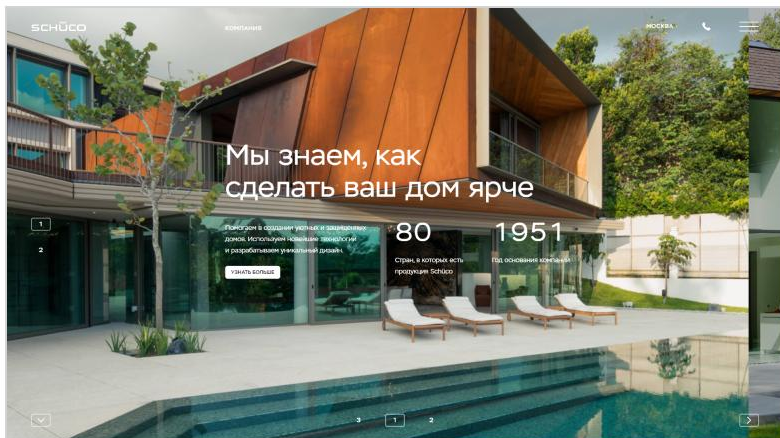 SCHÜCO
КОМПАНИЯ
МОСКВА
Мы знаем, как
сделать ваш дом ярче
1
2
Помогаем в создании уютных и защищенных
домов. Используем новейшие технологии
и разрабатываем уникальный дизайн.
УЗНАТЬ БОЛЬШЕ
80
Стран, в которых есть
продукция Schüco
1951
Год основания компании
3
1
2